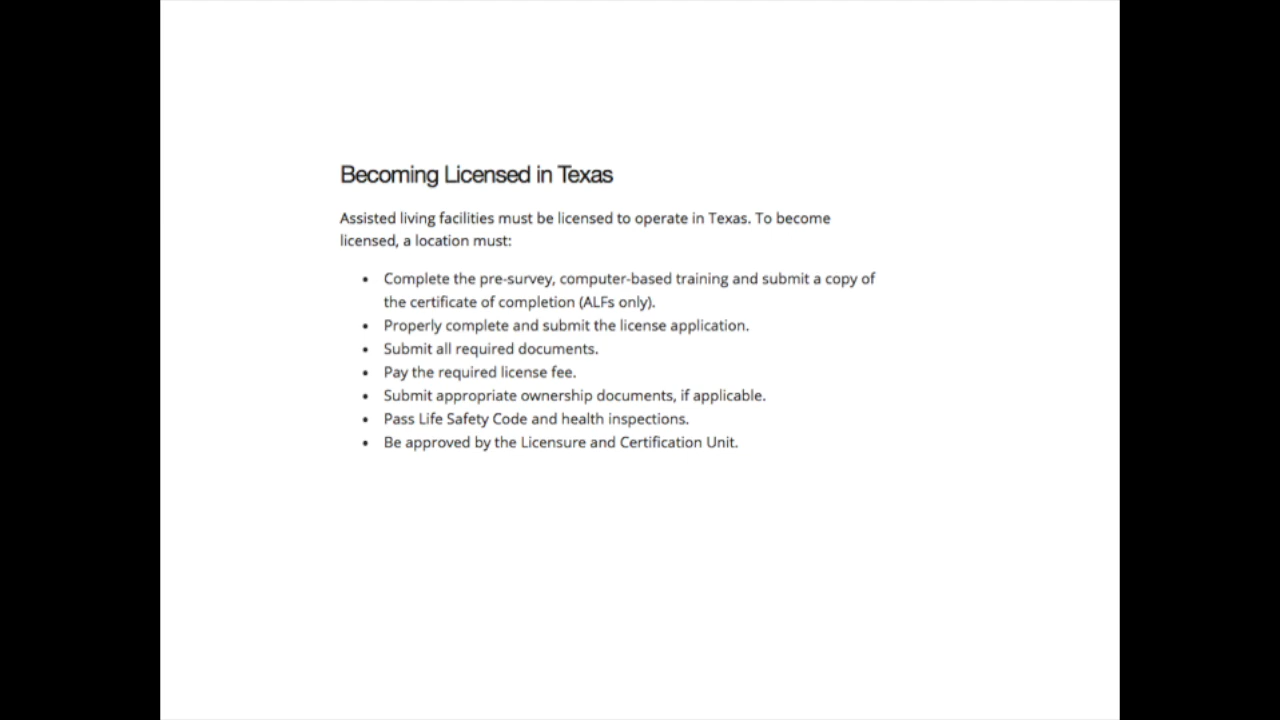 Becoming Licensed in Texas
Assisted living facilities must be licensed to operate in Texas. To become
licensed, a location must:
• Complete the pre-survey, computer-based training and submit a copy of
the certificate of completion (ALFs only).
• Properly complete and submit the license application.
• Submit all required documents.
• Pay the required license fee.
• Submit appropriate ownership documents, if applicable.
• Pass Life Safety Code and health inspections.
• Be approved by the Licensure and Certification Unit.